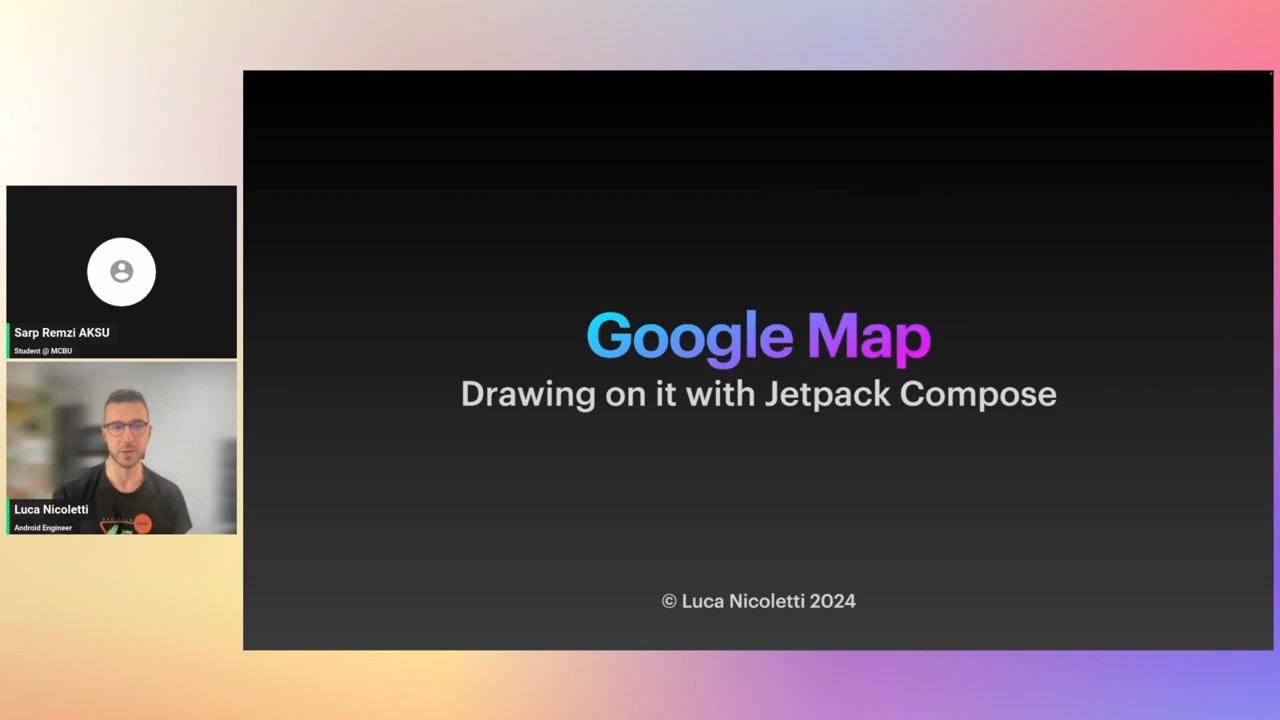 Sarp Remzi AKSU
Student @ MCBU
Luca Nicoletti
Android Engineer
Google Map
Drawing on it with Jetpack Compose
© Luca Nicoletti 2024